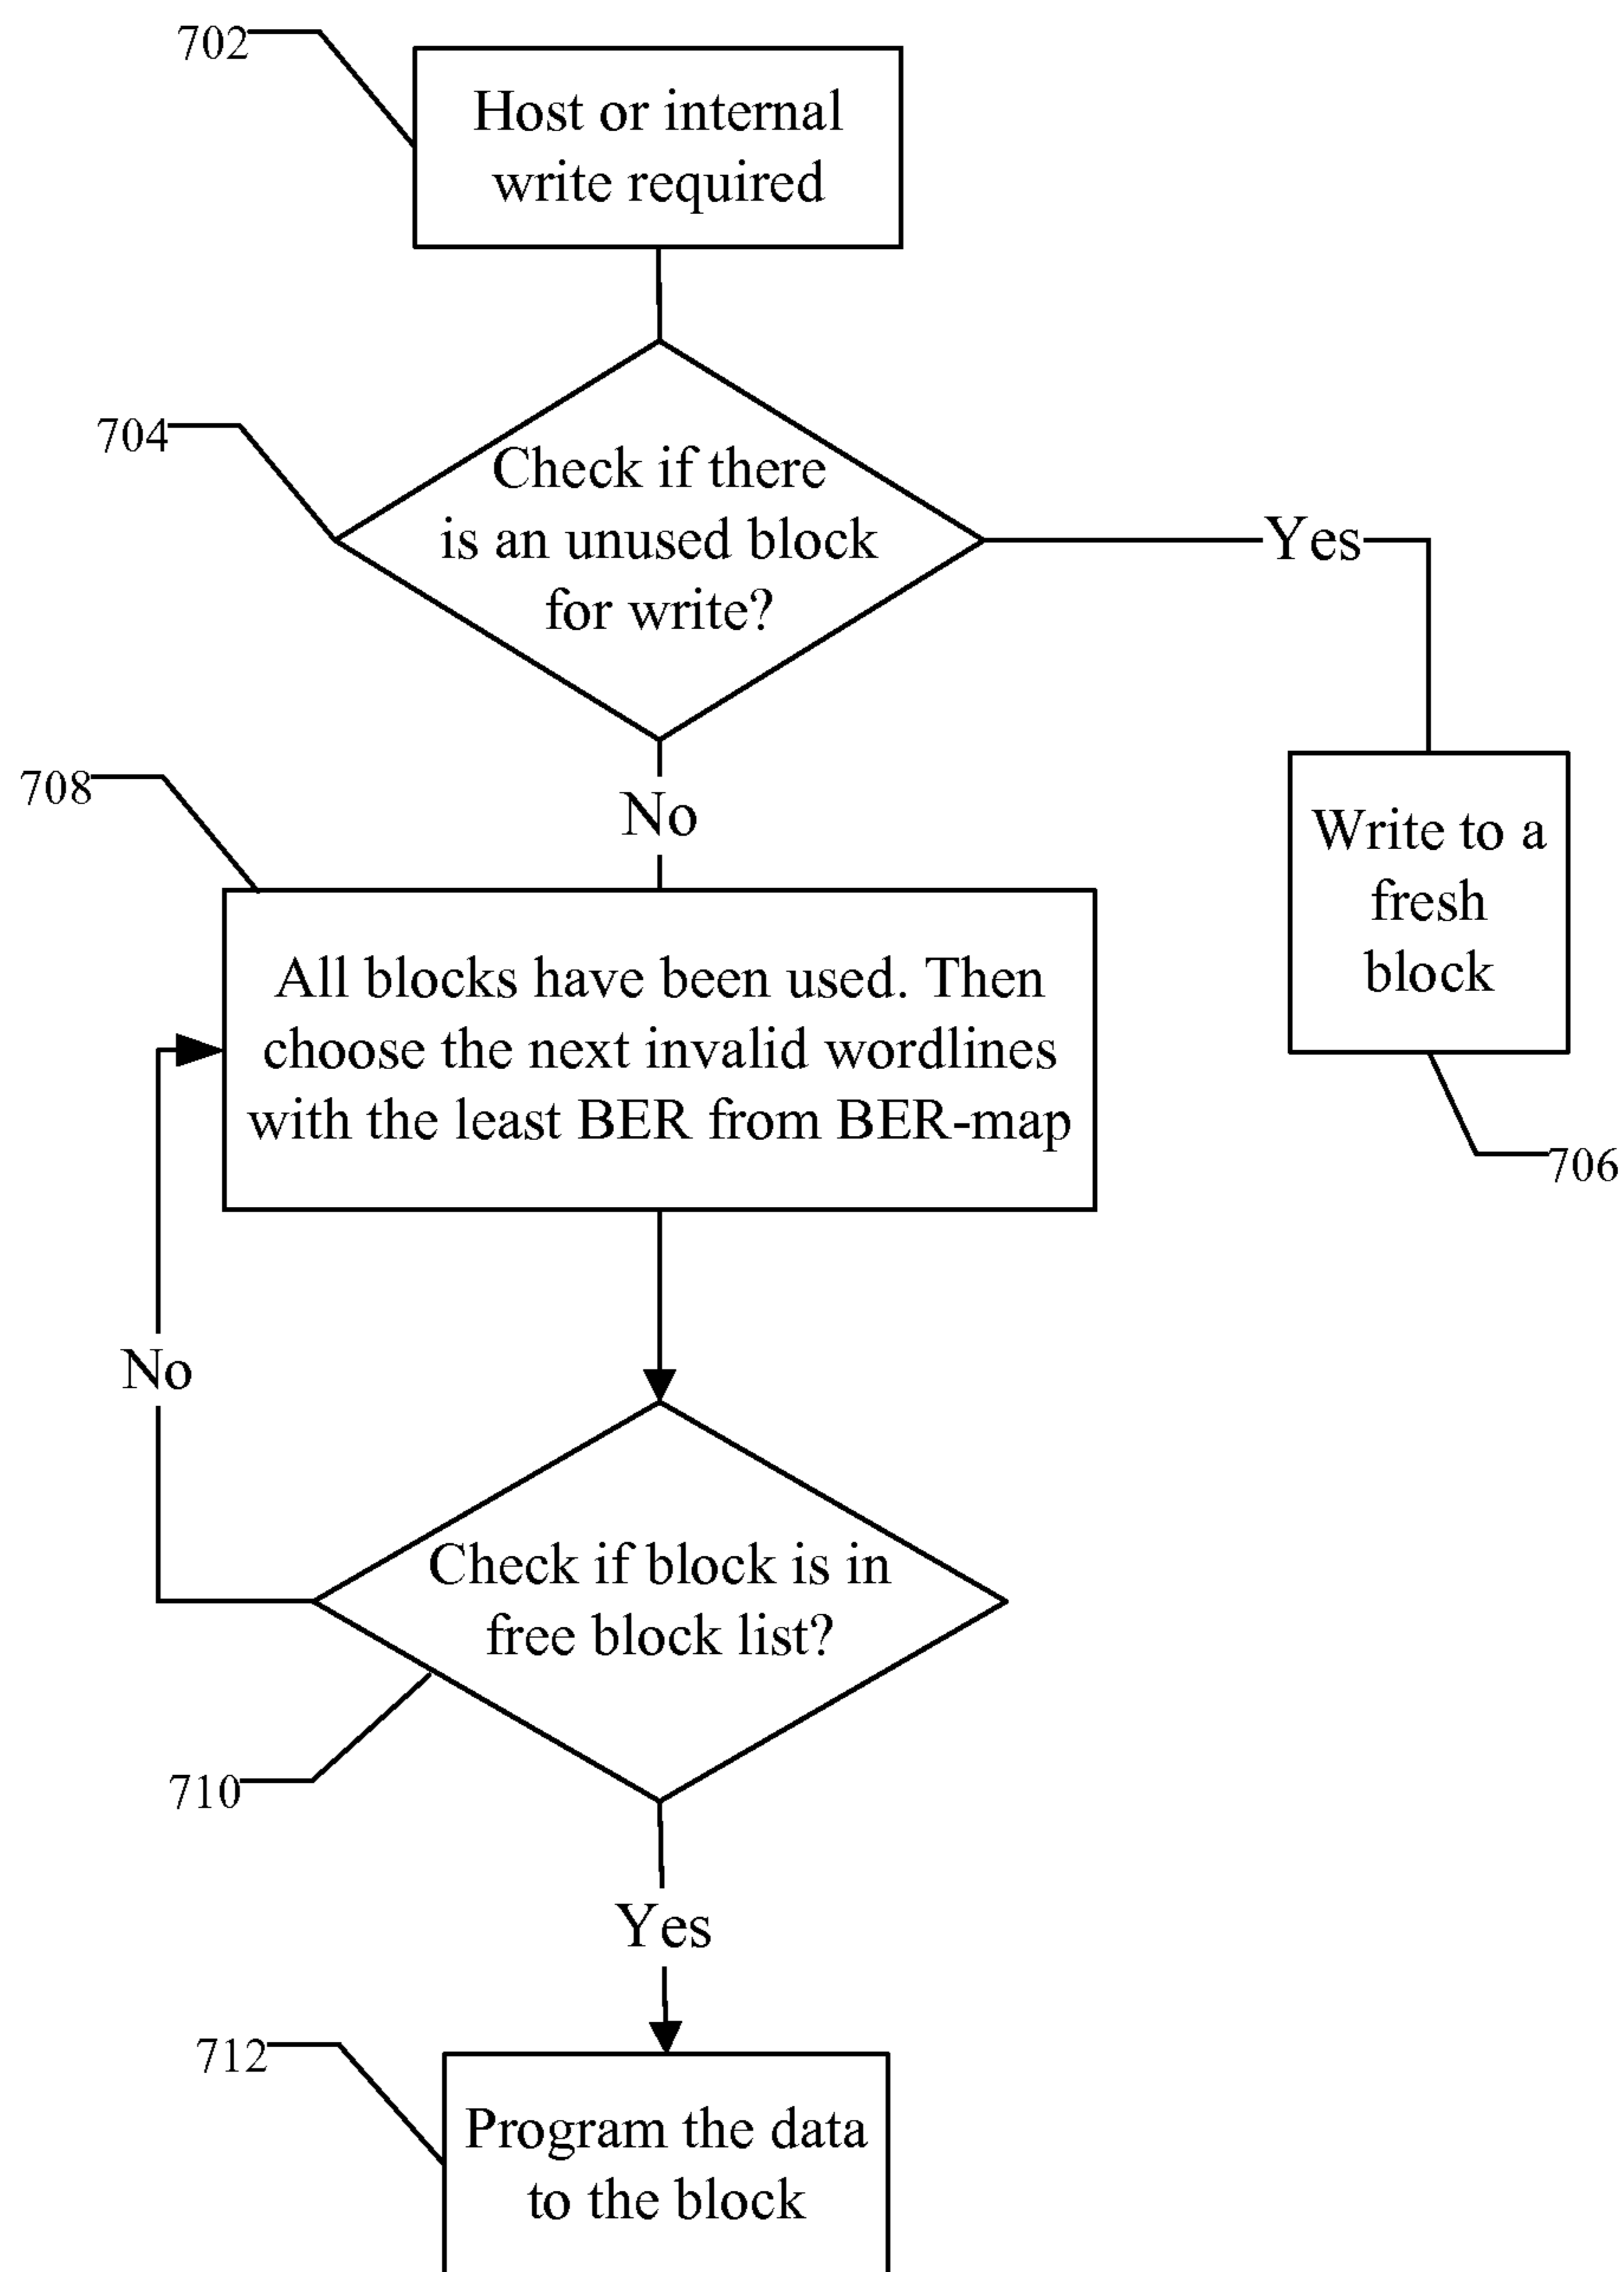 702
Host or internal
write required
704
Check if there
is an unused block
for write?
Yes
708
No
Write to a
fresh
block
706
All blocks have been used. Then
choose the next invalid wordlines
with the least BER from BER-map
No
Check if block is in
free block list?
710
Yes
712
Program the data
to the block